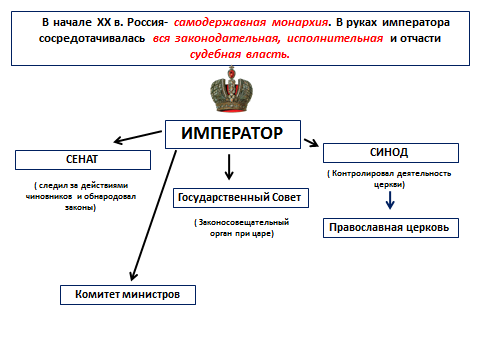 В начале XX в. Россия- самодержавная монархия. В руках императора
сосредотачивалась вся законодательная, исполнительная и отчасти
судебная власть.
ИМПЕРАТОР
СЕНАТ
( следил за действиями
чиновников и обнародовал
законы)
Государственный Совет
( Законосовещательный
орган при царе)
СИНОД
( Контролировал деятельность
церкви)
Православная церковь
Комитет министров